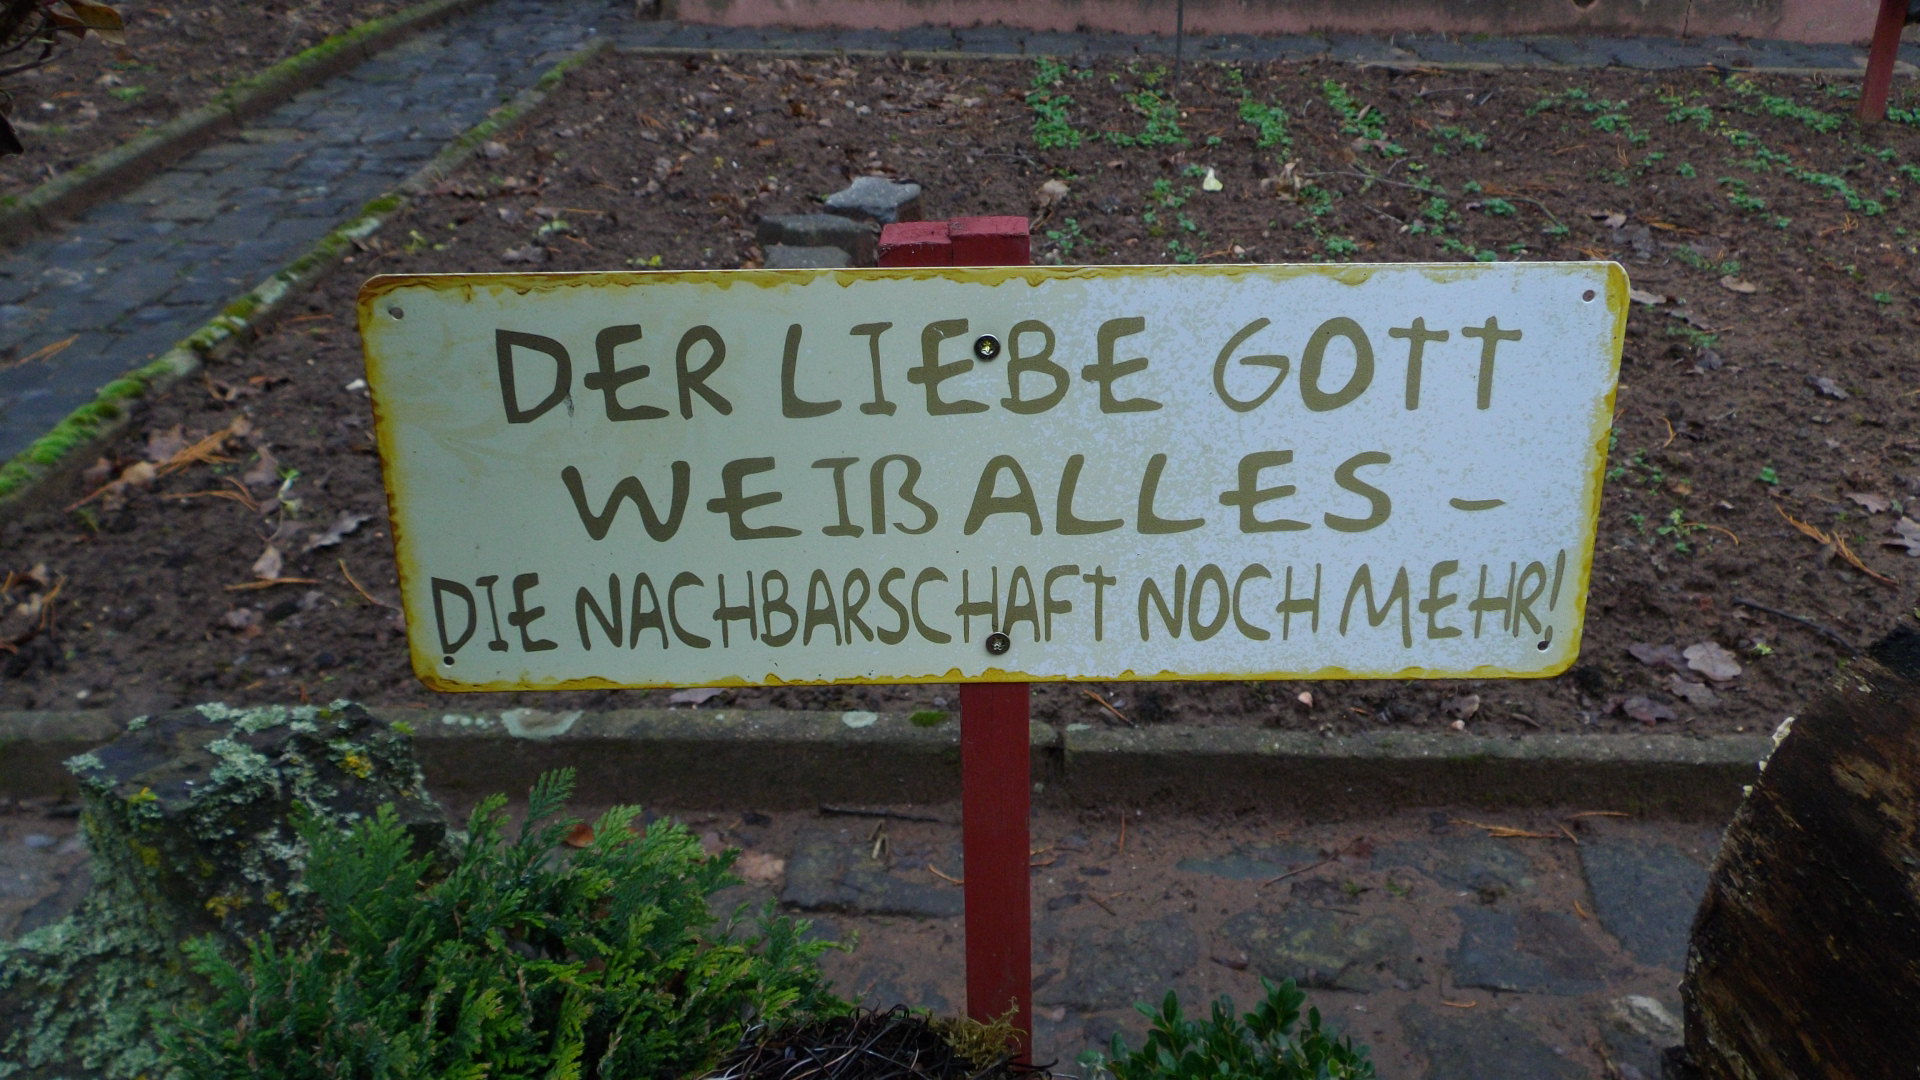 DER LIEBE GOTT
WEIß ALLES -
DIE NACHBARSCHAFT NOCH MEHR!